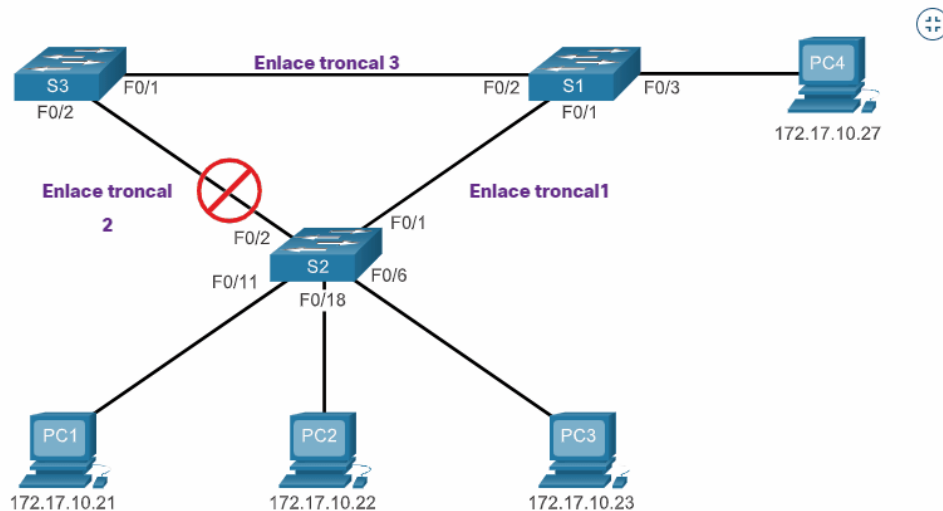 Enlace troncal 3
S3
F0/1
F0/2
S1
F0/3
PC4
F0/2
F0/1
172.17.10.27
Enlace troncal
2
Enlace troncal1
F0/2
F0/1
S2
F0/11
F0/6
F0/18
PC1
PC2
PC3
172.17.10.21
172.17.10.22
172.17.10.23